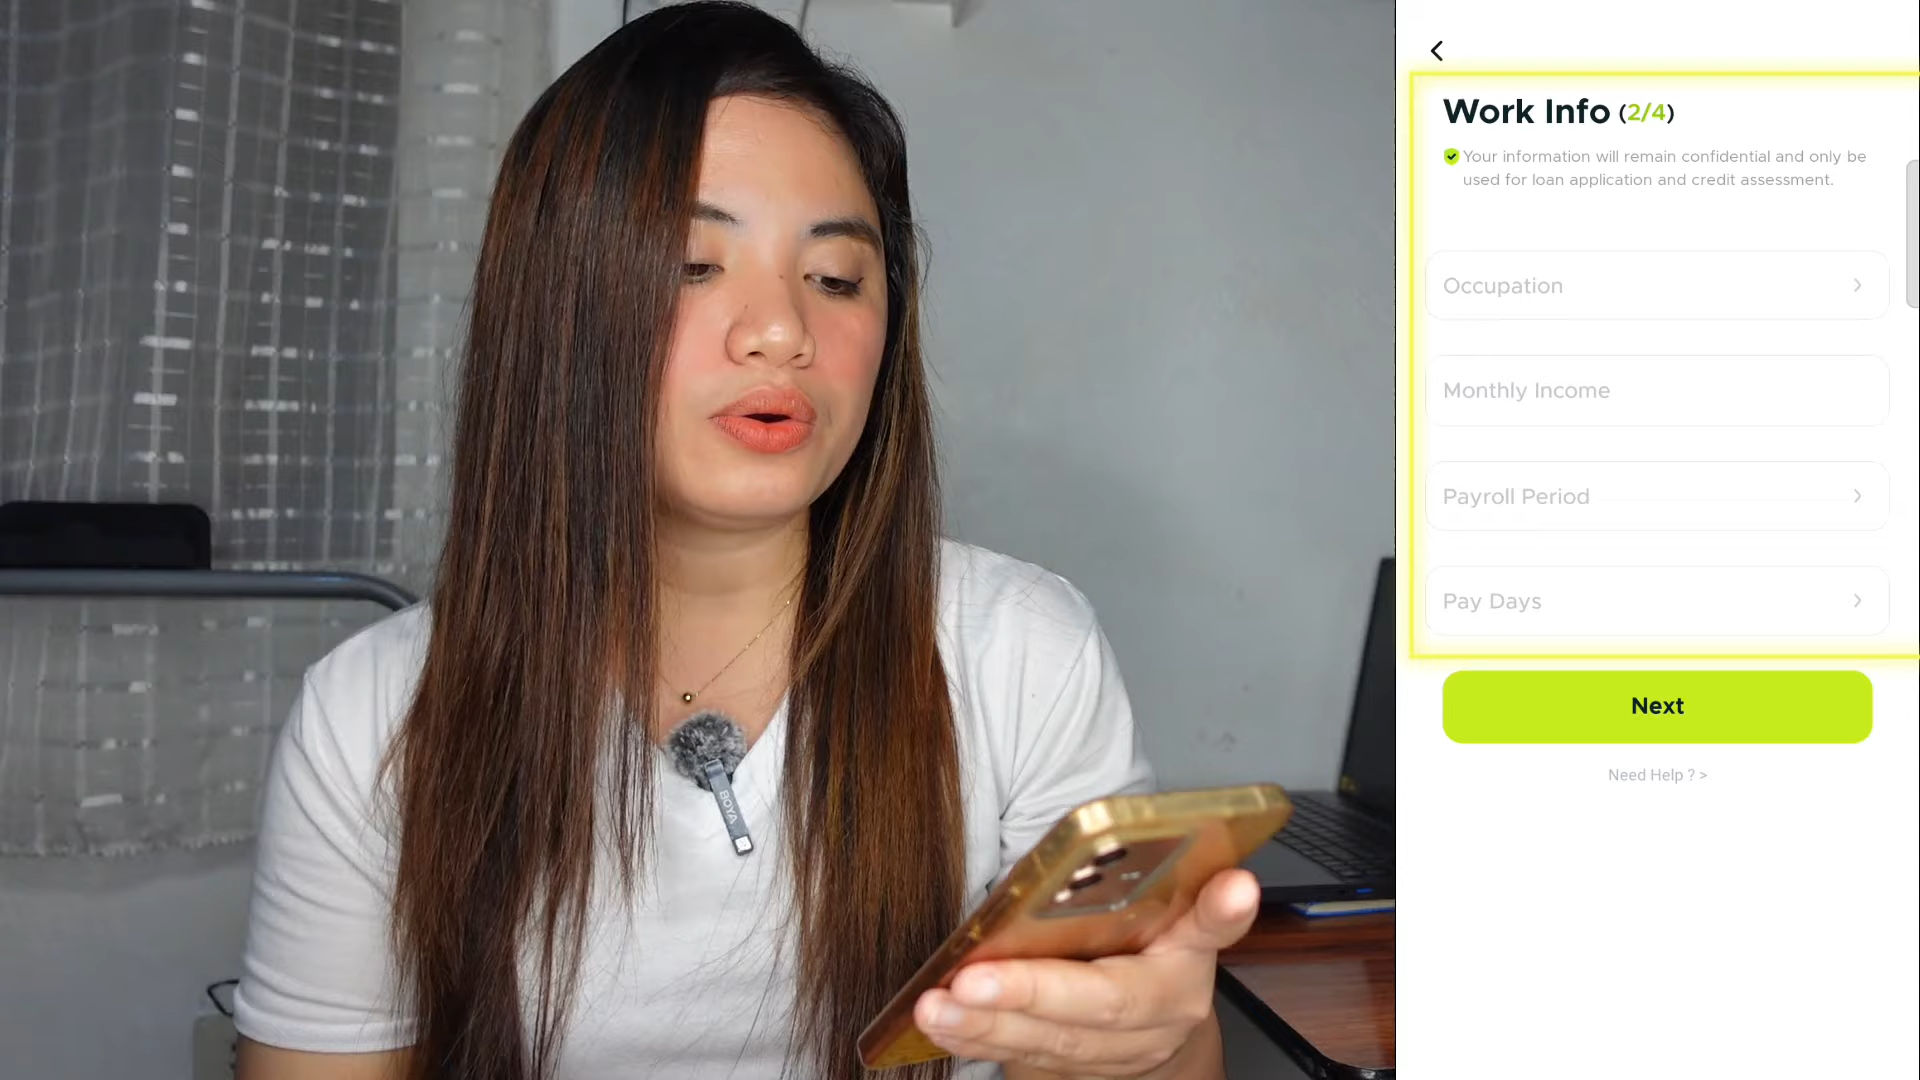 Work Info (2/4)
Your information will remain confidential and only be
used for loan application and credit assessment.
Occupation
Monthly Income
Payroll Period
Pay Days
Next
Need Help ? >
BOYA